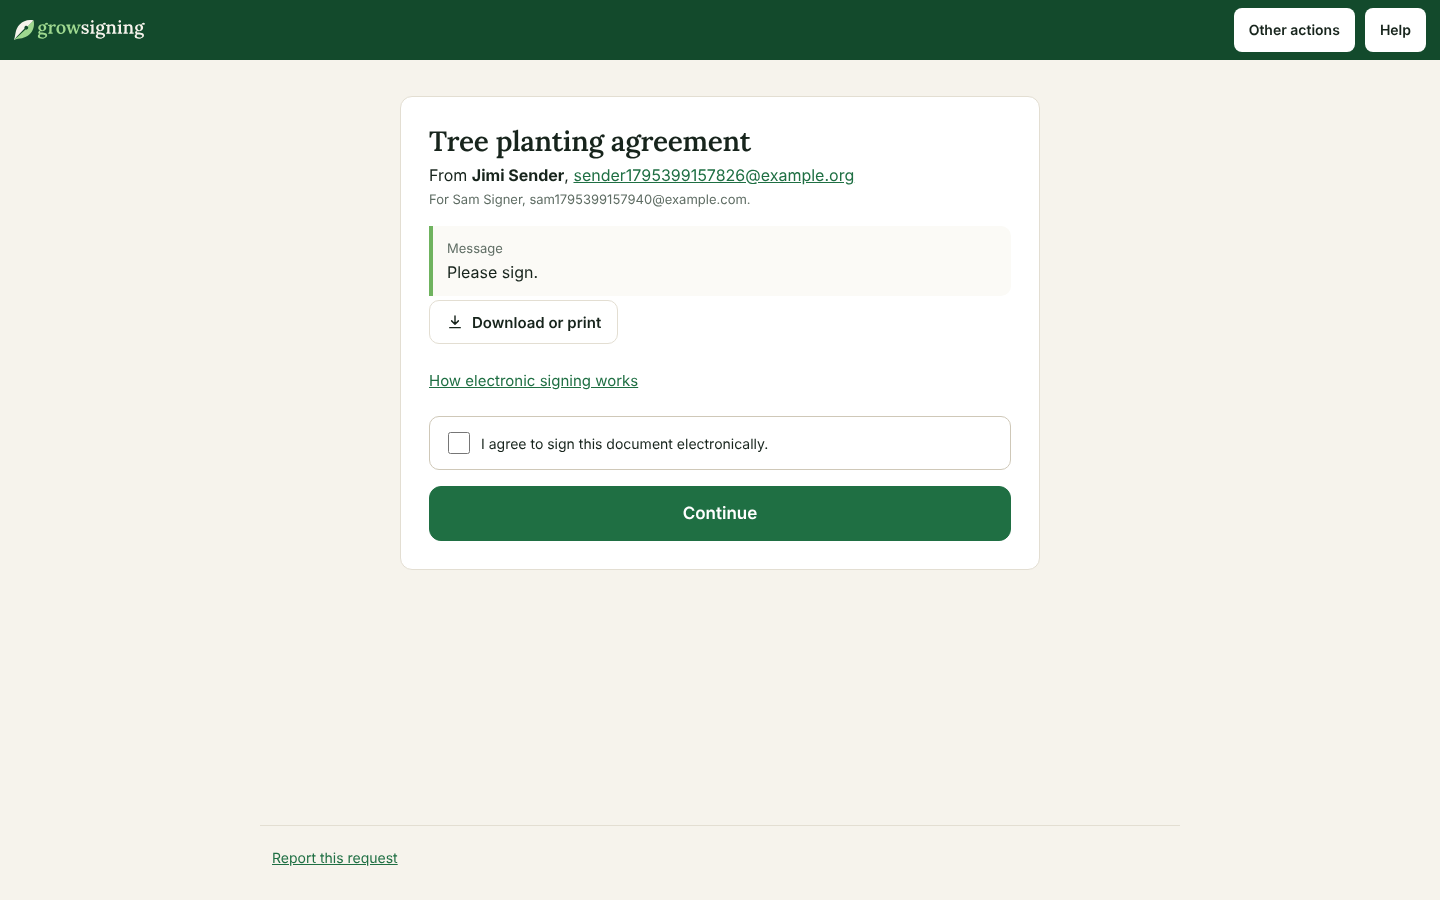 growsigning
Other actions
Help
Tree planting agreement
From Jimi Sender, sender1795399157826@example.org
For Sam Signer, sam1795399157940@example.com.
Message
Please sign.
Download or print
How electronic signing works
I agree to sign this document electronically.
Continue
Report this request